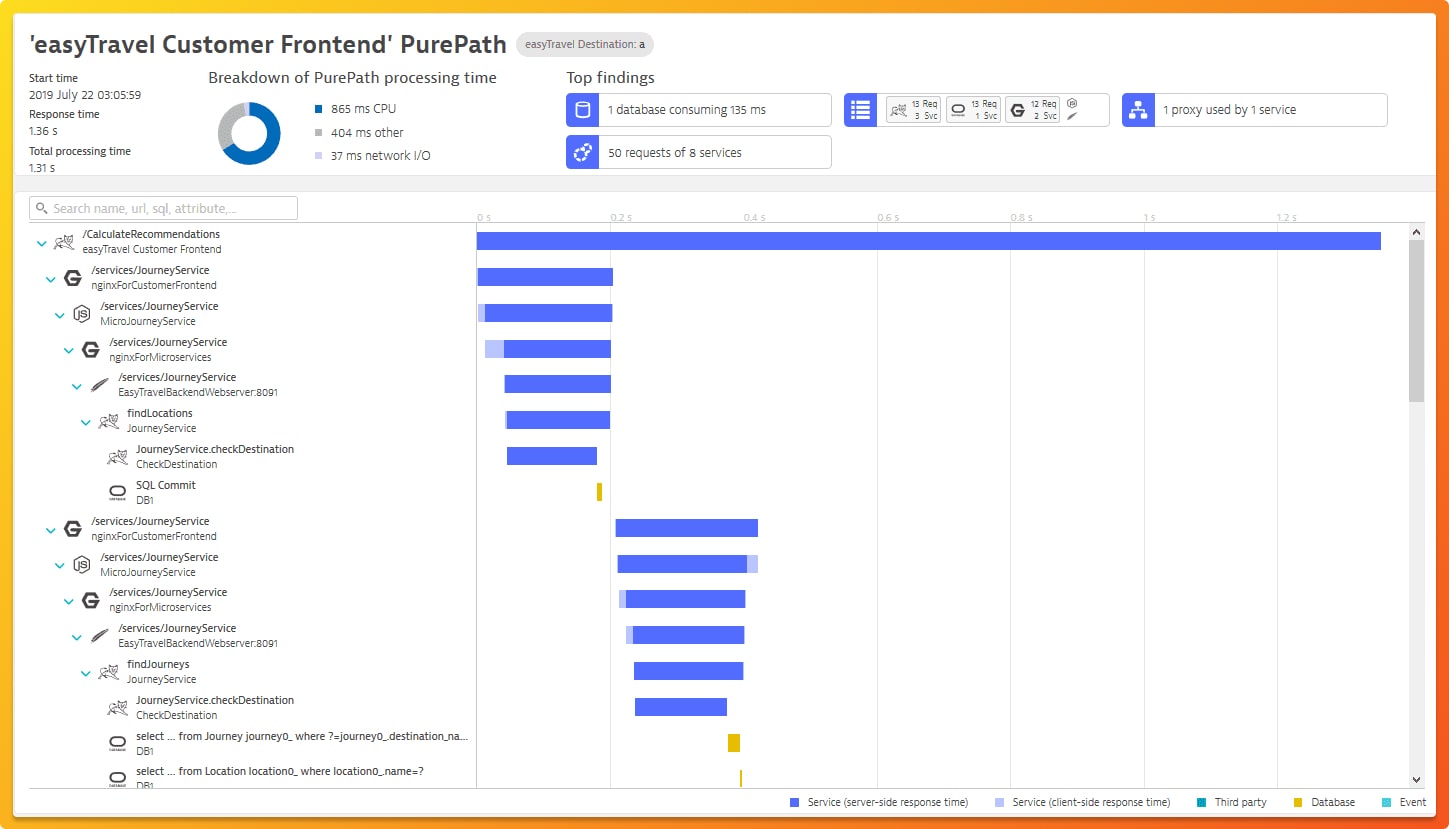 'easyTravel Customer Frontend' PurePath
easyTravel Destination: a
Start time
2019 July 22 03:05:59
Response time
1.36 s
Total processing time
1.31 s
Breakdown of PurePath processing time
865 ms CPU
404 ms other
37 ms network I/O
Top findings
1 database consuming 135 ms
13 Req
3 Svc
13 Req
1 Svc
12 Req
2 Svc
1 proxy used by 1 service
50 requests of 8 services
Search name, url, sql, attribute,...
0 s
0.2 s
0.4 s
0.6 s
0.8 s
1 s
1.2 s
/CalculateRecommendations
easyTravel Customer Frontend
/services/JourneyService
nginxForCustomerFrontend
/services/JourneyService
MicroJourneyService
/services/JourneyService
nginxForMicroservices
/services/JourneyService
EasyTravelBackendWebserver:8091
findLocations
JourneyService
JourneyService.checkDestination
CheckDestination
SQL Commit
DB1
/services/JourneyService
nginxForCustomerFrontend
/services/JourneyService
MicroJourneyService
/services/JourneyService
nginxForMicroservices
/services/JourneyService
EasyTravelBackendWebserver:8091
findJourneys
JourneyService
JourneyService.checkDestination
CheckDestination
select ... from Journey journey0_ where ?=journey0_.destination_na...
DB1
select ... from Location location0_ where location0_.name=?
DB1
Service (server-side response time)
Service (client-side response time)
Third party
Database
Event